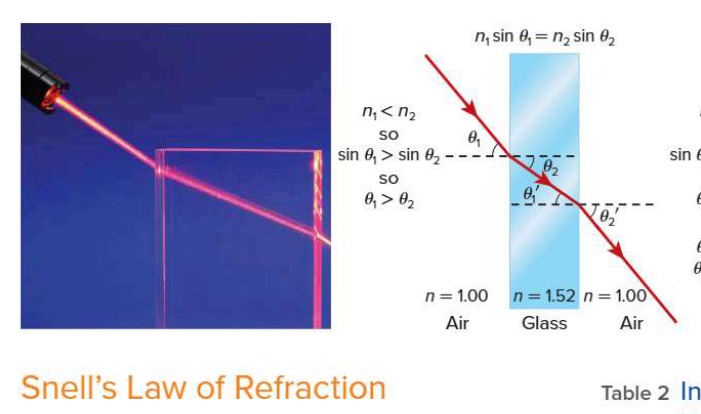 n₁ sin θ₁ = n₂ sin θ₂
n₁ < n₂
so
sin θ₁ > sin θ₂
so
θ₁ > θ₂
θ₁
θ₂
θ₁′
θ₂′
n = 1.00
n = 1.52
n = 1.00
Air
Glass
Air
Snell's Law of Refraction
Table 2